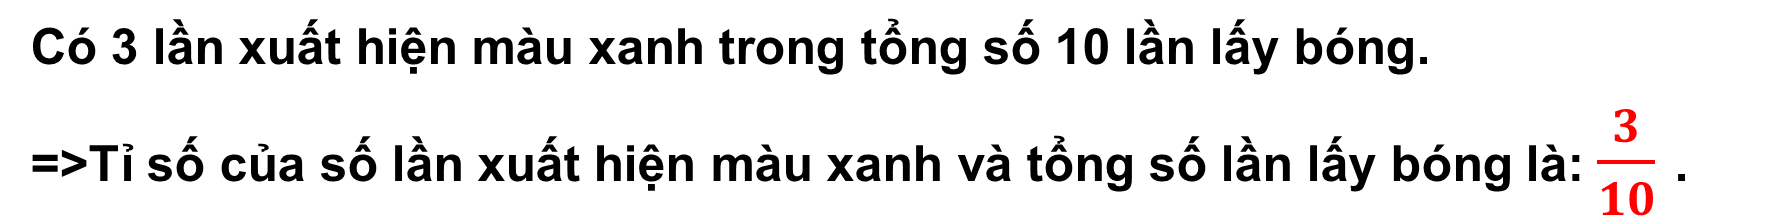 Có 3 lần xuất hiện màu xanh trong tổng số 10 lần lấy bóng.
=>Tỉ số của số lần xuất hiện màu xanh và tổng số lần lấy bóng là: 3/10 .